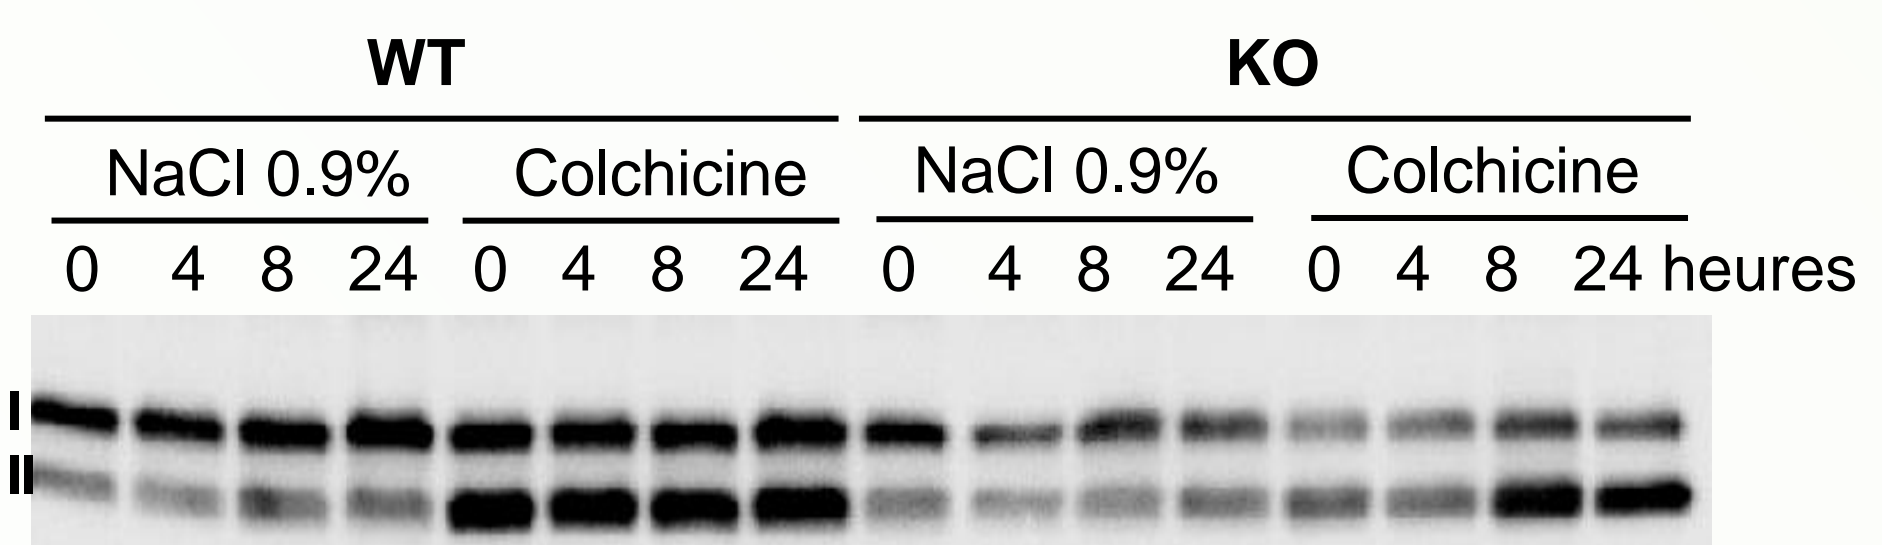 WT KO
NaCl 0.9% Colchicine NaCl 0.9% Colchicine
0 4 8 24 0 4 8 24 0 4 8 24 0 4 8 24 heures
I
II